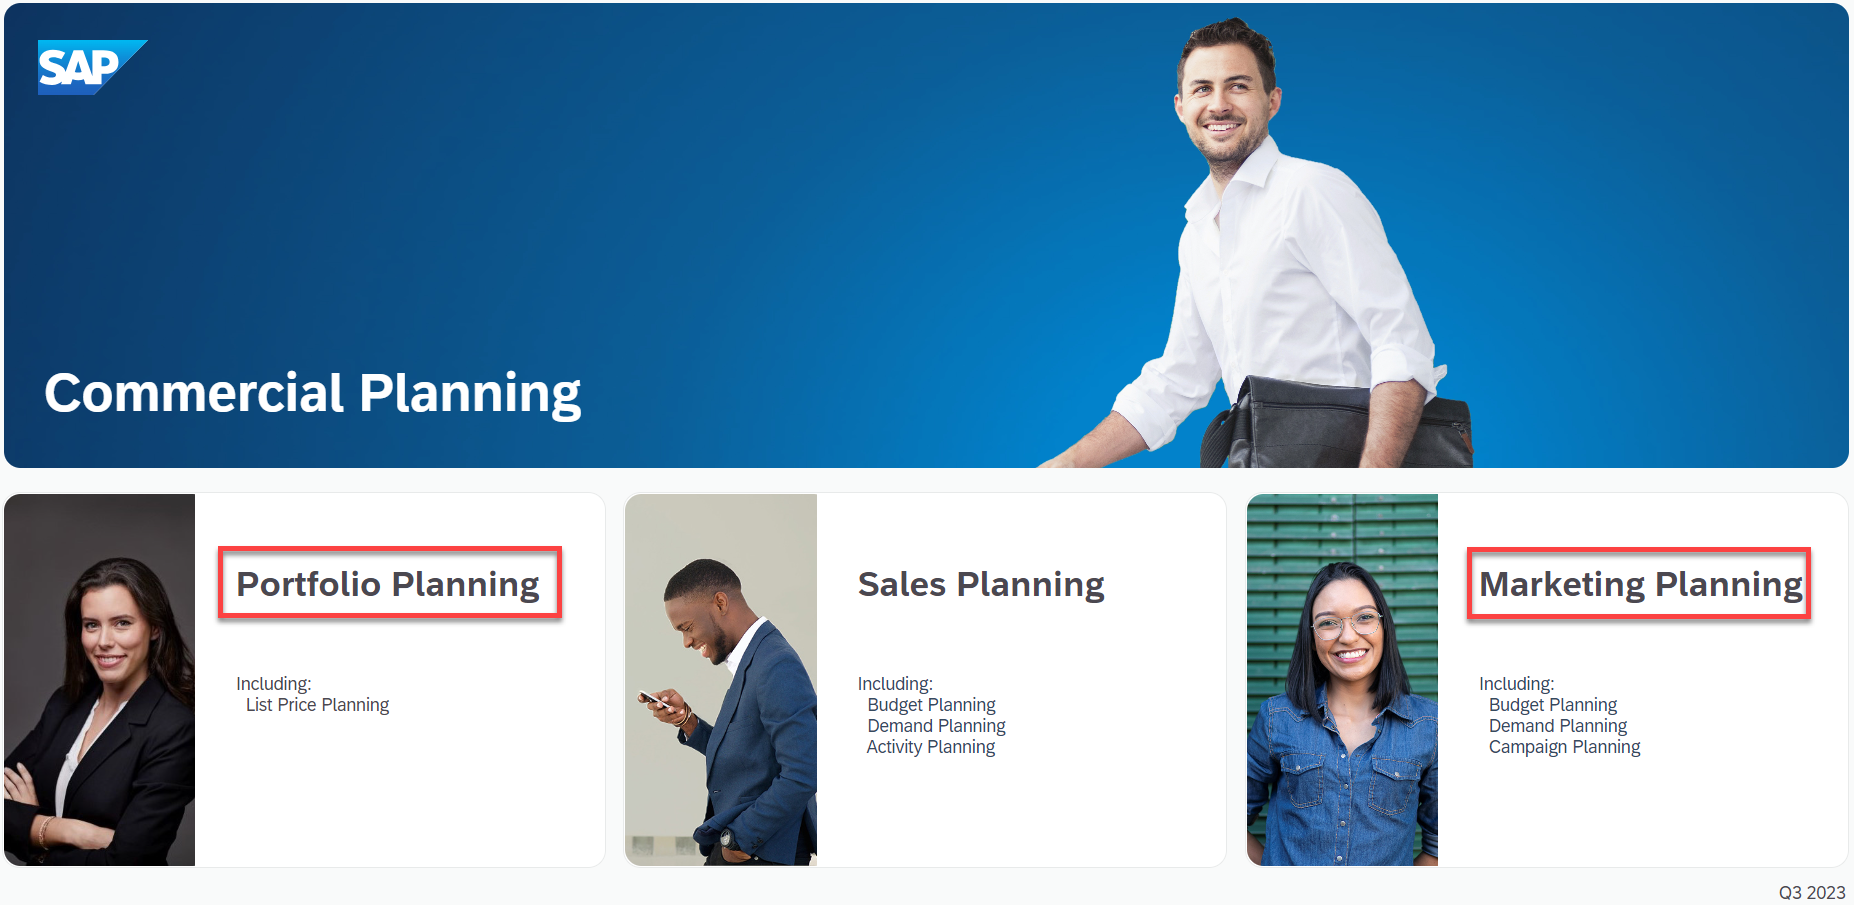 SAP
Commercial Planning
Portfolio Planning
Including:
List Price Planning
Sales Planning
Including:
Budget Planning
Demand Planning
Activity Planning
Marketing Planning
Including:
Budget Planning
Demand Planning
Campaign Planning
Q3 2023